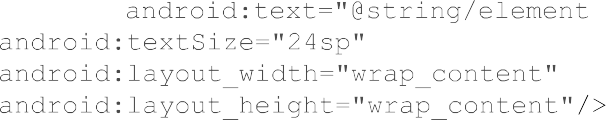 android:text="@string/element
android:textSize="24sp"
android:layout_width="wrap_content"
android:layout_height="wrap_content"/>